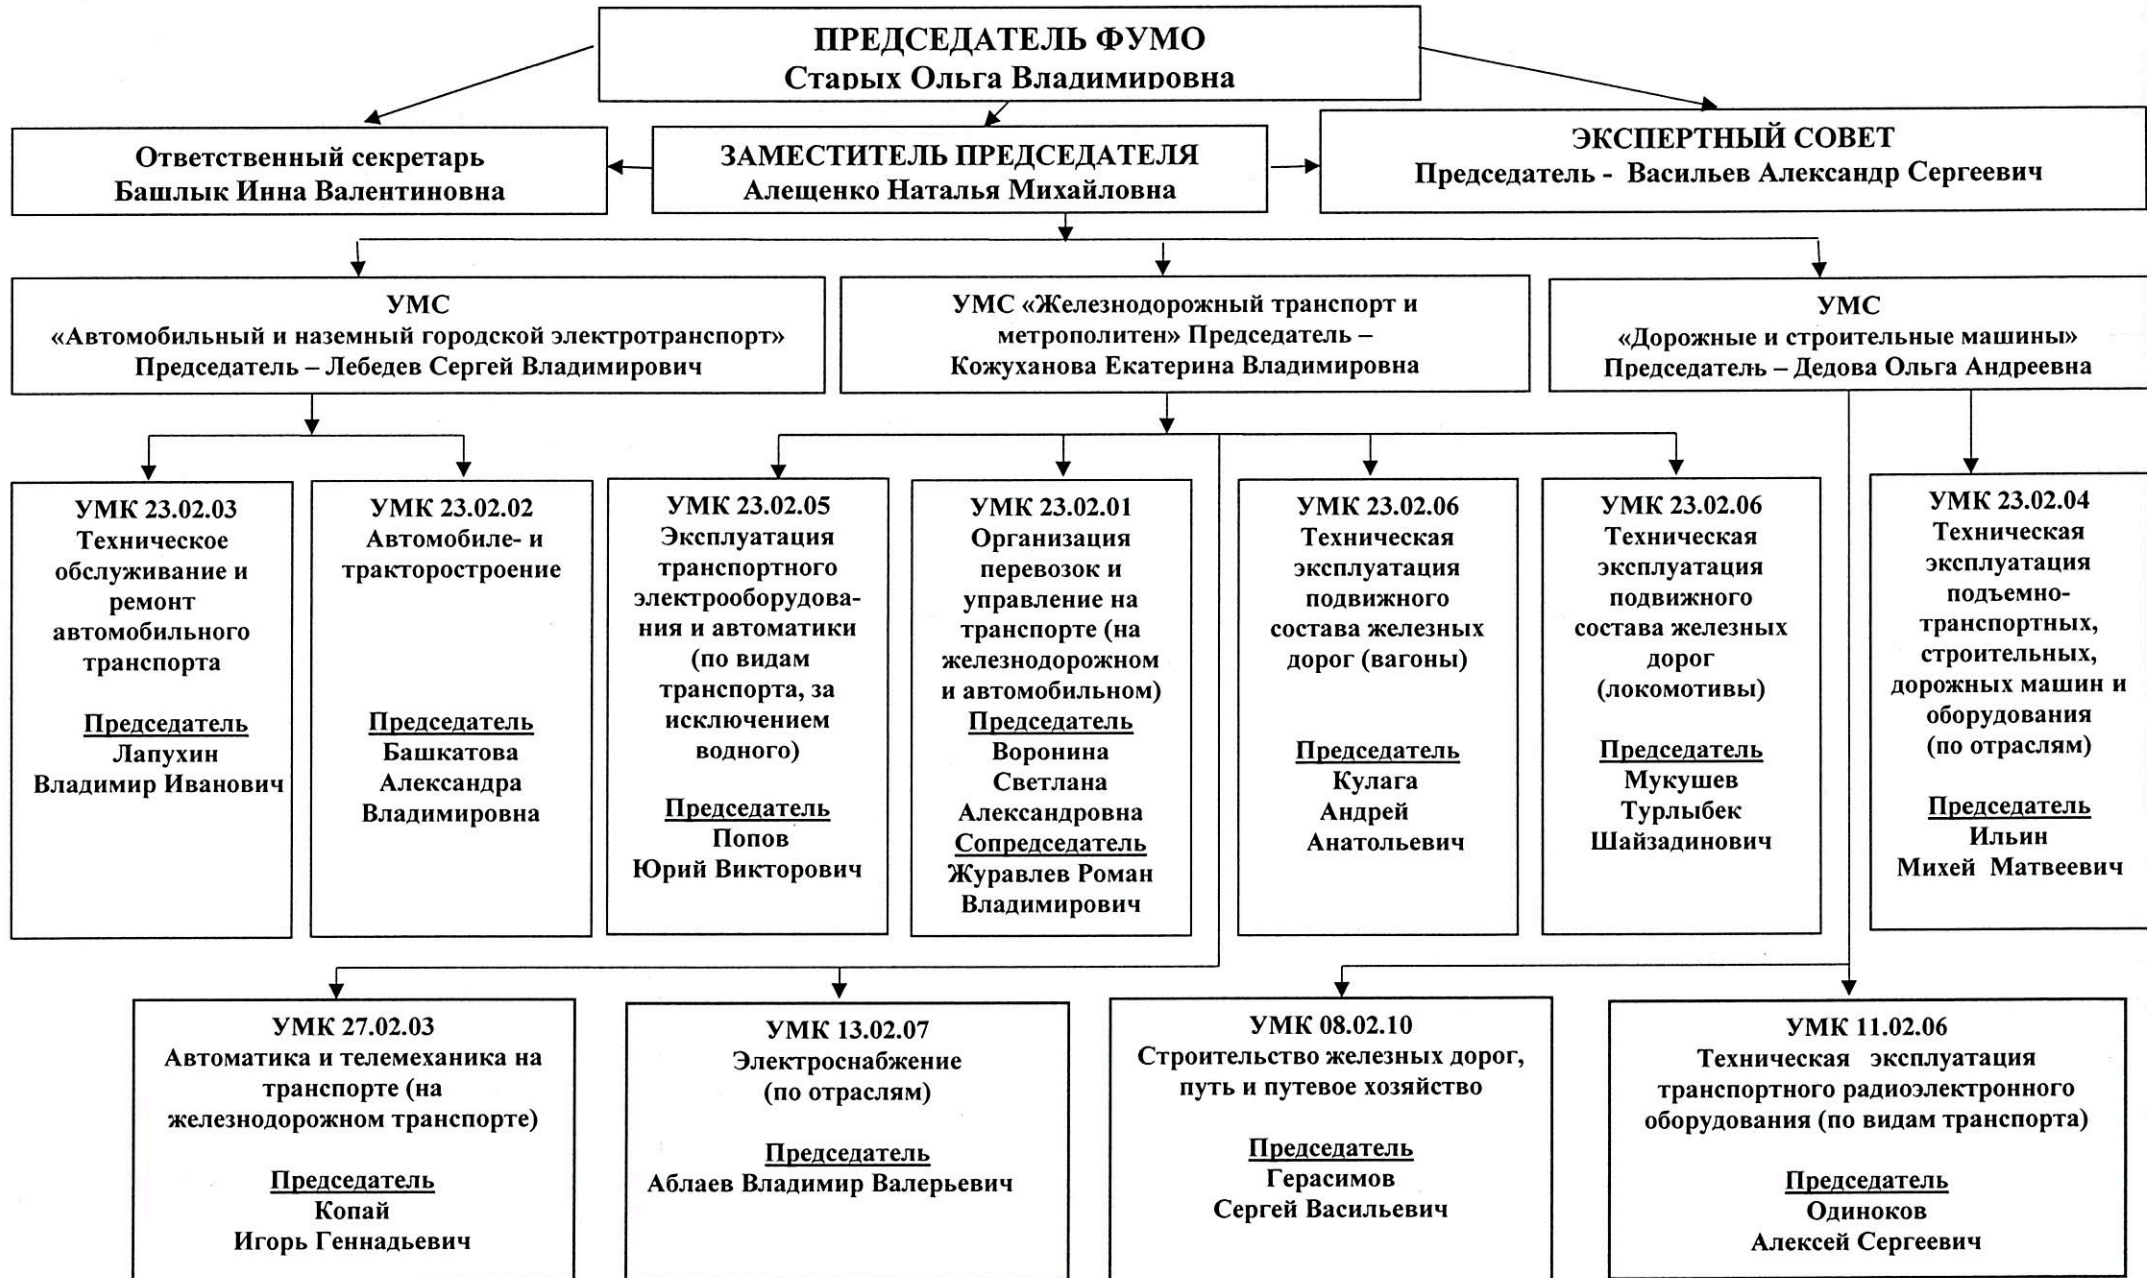 ПРЕДСЕДАТЕЛЬ ФУМО
Старых Ольга Владимировна
Ответственный секретарь
Башлык Инна Валентиновна
ЗАМЕСТИТЕЛЬ ПРЕДСЕДАТЕЛЯ
Алещенко Наталья Михайловна
ЭКСПЕРТНЫЙ СОВЕТ
Председатель - Васильев Александр Сергеевич
УМС
«Автомобильный и наземный городской электротранспорт»
Председатель – Лебедев Сергей Владимирович
УМС «Железнодорожный транспорт и
метрополитен» Председатель –
Кожуханова Екатерина Владимировна
УМС
«Дорожные и строительные машины»
Председатель – Дедова Ольга Андреевна
УМК 23.02.03
Техническое
обслуживание и
ремонт
автомобильного
транспорта
Председатель
Лапухин
Владимир Иванович
УМК 23.02.02
Автомобиле- и
тракторостроение
Председатель
Башкатова
Александра
Владимировна
УМК 23.02.05
Эксплуатация
транспортного
электрооборудова-
ния и автоматики
(по видам
транспорта, за
исключением
водного)
Председатель
Попов
Юрий Викторович
УМК 23.02.01
Организация
перевозок и
управление на
транспорте (на
железнодорожном
и автомобильном)
Председатель
Воронина
Светлана
Александровна
Сопредседатель
Журавлев Роман
Владимирович
УМК 23.02.06
Техническая
эксплуатация
подвижного
состава железных
дорог (вагоны)
Председатель
Кулага
Андрей
Анатольевич
УМК 23.02.06
Техническая
эксплуатация
подвижного
состава железных
дорог
(локомотивы)
Председатель
Мукушев
Турлыбек
Шайзадинович
УМК 23.02.04
Техническая
эксплуатация
подъемно-
транспортных,
строительных,
дорожных машин и
оборудования
(по отраслям)
Председатель
Ильин
Михей Матвеевич
УМК 27.02.03
Автоматика и телемеханика на
транспорте (на
железнодорожном транспорте)
Председатель
Копай
Игорь Геннадьевич
УМК 13.02.07
Электроснабжение
(по отраслям)
Председатель
Аблаев Владимир Валерьевич
УМК 08.02.10
Строительство железных дорог,
путь и путевое хозяйство
Председатель
Герасимов
Сергей Васильевич
УМК 11.02.06
Техническая эксплуатация
транспортного радиоэлектронного
оборудования (по видам транспорта)
Председатель
Одиноков
Алексей Сергеевич